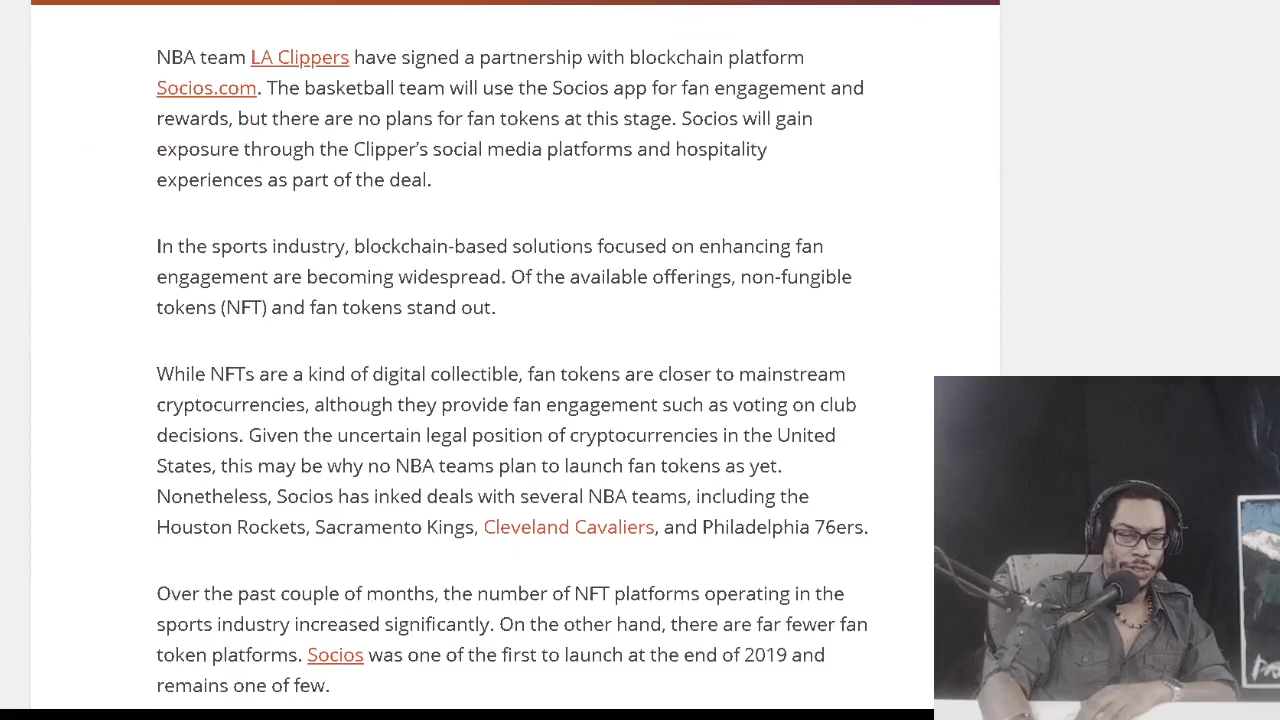 NBA team LA Clippers have signed a partnership with blockchain platform
Socios.com. The basketball team will use the Socios app for fan engagement and
rewards, but there are no plans for fan tokens at this stage. Socios will gain
exposure through the Clipper's social media platforms and hospitality
experiences as part of the deal.
In the sports industry, blockchain-based solutions focused on enhancing fan
engagement are becoming widespread. Of the available offerings, non-fungible
tokens (NFT) and fan tokens stand out.
While NFTs are a kind of digital collectible, fan tokens are closer to mainstream
cryptocurrencies, although they provide fan engagement such as voting on club
decisions. Given the uncertain legal position of cryptocurrencies in the United
States, this may be why no NBA teams plan to launch fan tokens as yet.
Nonetheless, Socios has inked deals with several NBA teams, including the
Houston Rockets, Sacramento Kings, Cleveland Cavaliers, and Philadelphia 76ers.
Over the past couple of months, the number of NFT platforms operating in the
sports industry increased significantly. On the other hand, there are far fewer fan
token platforms. Socios was one of the first to launch at the end of 2019 and
remains one of few.